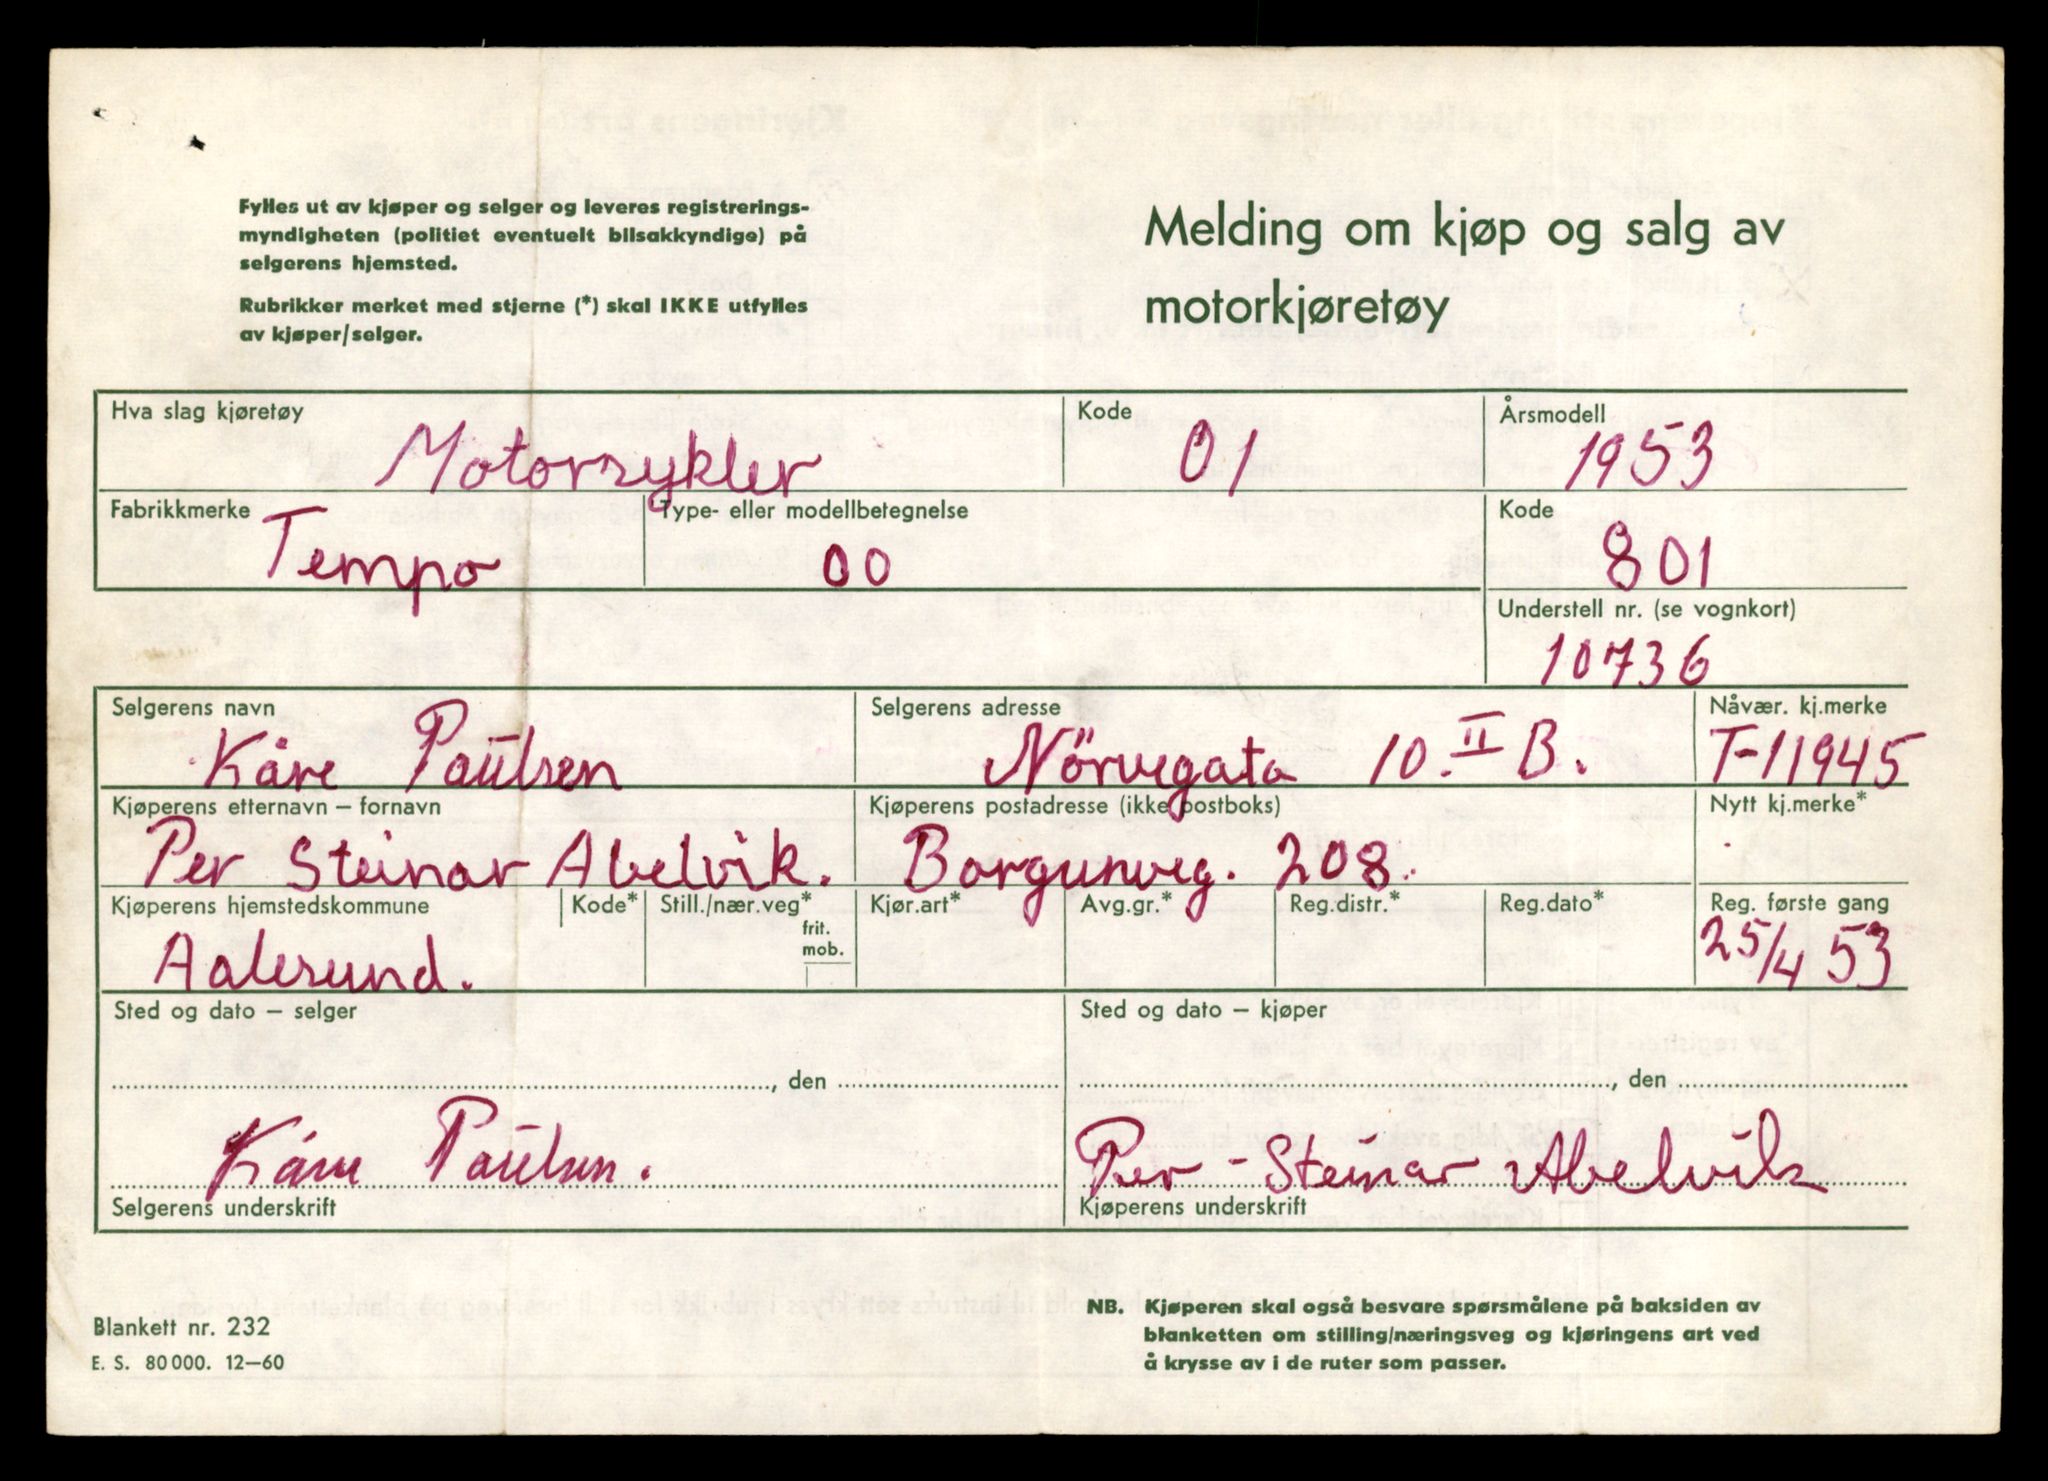 Fylles ut av kjøper og selger og leveres registrerings-
myndigheten (politiet eventuelt bilsakkyndige) på
selgerens hjemsted.
Rubrikker merket med stjerne (*) skal IKKE utfylles
av kjøper/selger.
Melding om kjøp og salg av
motorkjøretøy
Hva slag kjøretøy
Motorsykler
Kode
01
Årsmodell
1953
Fabrikkmerke
Tempo
Type- eller modellbetegnelse
00
Kode
801
Understell nr. (se vognkort)
10736
Selgerens navn
Kåre Paulsen
Selgerens adresse
Nörvegata 10. II B.
Nåvær. kj.merke
T-11945
Kjøperens etternavn – fornavn
Per Steinar Abelvik.
Kjøperens postadresse (ikke postboks)
Borgunveg. 208.
Nytt kj.merke*
Kjøperens hjemstedskommune
Aalesund.
Kode*
Still./nær.veg*
frit.
mob.
Kjør.art*
Avg.gr.*
Reg.distr.*
Reg.dato*
Reg. første gang
25/4 53
Sted og dato – selger
, den
Kåre Paulsen.
Selgerens underskrift
Sted og dato – kjøper
, den
Per - Steinar Abelvik
Kjøperens underskrift
Blankett nr. 232
E. S. 80 000. 12–60
NB. Kjøperen skal også besvare spørsmålene på baksiden av
blanketten om stilling/næringsveg og kjøringens art ved
å krysse av i de ruter som passer.